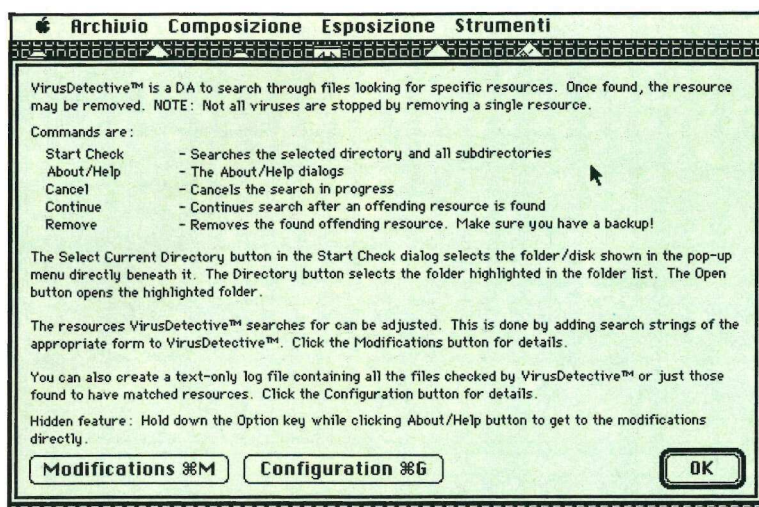 Archivio Composizione Esposizione Strumenti
VirusDetective™ is a DA to search through files looking for specific resources. Once found, the resource
may be removed. NOTE: Not all viruses are stopped by removing a single resource.
Commands are:
Start Check - Searches the selected directory and all subdirectories
About/Help - The About/Help dialogs
Cancel - Cancels the search in progress
Continue - Continues search after an offending resource is found
Remove - Removes the found offending resource. Make sure you have a backup!
The Select Current Directory button in the Start Check dialog selects the folder/disk shown in the pop-up
menu directly beneath it. The Directory button selects the folder highlighted in the folder list. The Open
button opens the highlighted folder.
The resources VirusDetective™ searches for can be adjusted. This is done by adding search strings of the
appropriate form to VirusDetective™. Click the Modifications button for details.
You can also create a text-only log file containing all the files checked by VirusDetective™ or just those
found to have matched resources. Click the Configuration button for details.
Hidden feature: Hold down the Option key while clicking About/Help button to get to the modifications
directly.
Modifications ⌘M Configuration ⌘G OK